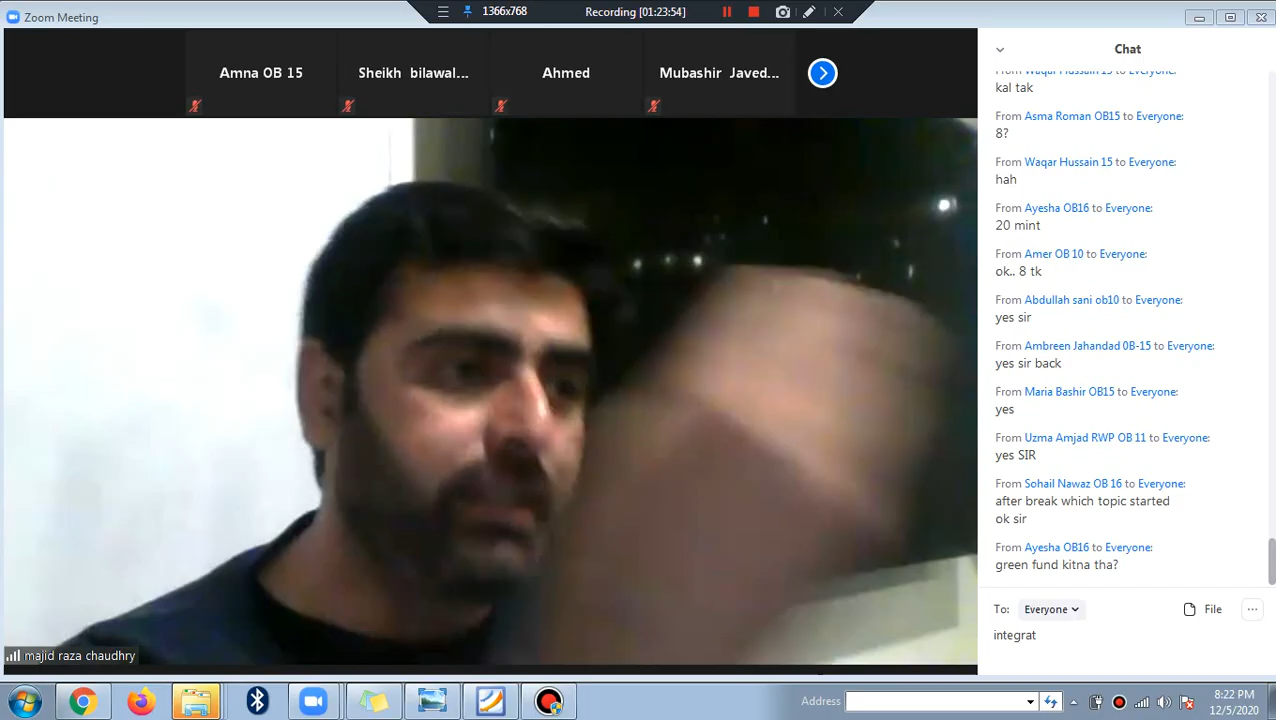 Zoom Meeting
1366x768
Recording [01:23:54]
Amna OB 15
Sheikh bilawal...
Ahmed
Mubashir Javed...
majid raza chaudhry
Chat
kal tak
From Asma Roman OB15 to Everyone:
8?
From Waqar Hussain 15 to Everyone:
hah
From Ayesha OB16 to Everyone:
20 mint
From Amer OB 10 to Everyone:
ok.. 8 tk
From Abdullah sani ob10 to Everyone:
yes sir
From Ambreen Jahandad 0B-15 to Everyone:
yes sir back
From Maria Bashir OB15 to Everyone:
yes
From Uzma Amjad RWP OB 11 to Everyone:
yes SIR
From Sohail Nawaz OB 16 to Everyone:
after break which topic started
ok sir
From Ayesha OB16 to Everyone:
green fund kitna tha?
To: Everyone File
integrat
Address
8:22 PM
12/5/2020